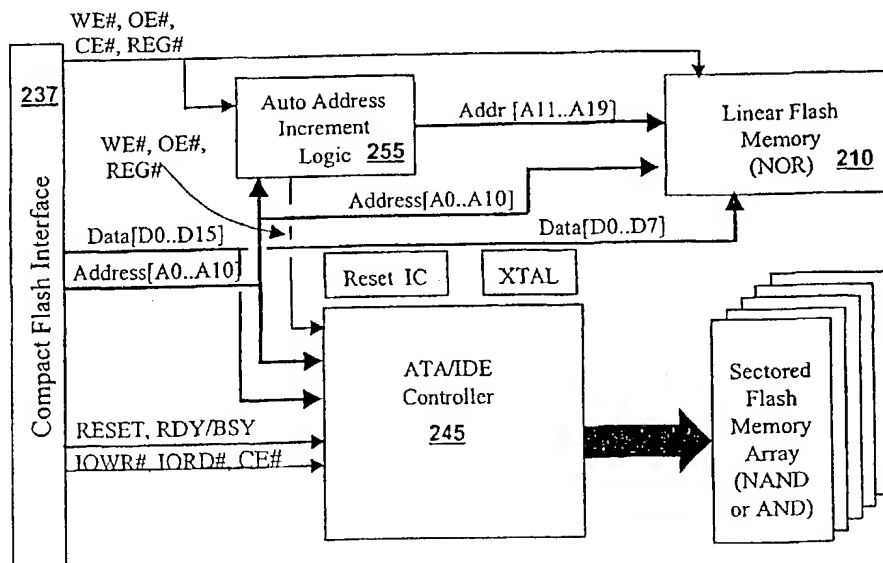 WE#, OE#,
CE#, REG#
237
Compact Flash Interface
Auto Address
Increment
Logic 255
Addr [A11..A19]
Linear Flash
Memory
(NOR) 210
WE#, OE#,
REG#
Address[A0..A10]
Data[D0..D15]
Data[D0..D7]
Address[A0..A10]
Reset IC
XTAL
ATA/IDE
Controller
245
Sectored
Flash
Memory
Array
(NAND
or AND)
RESET, RDY/BSY
IOWR#, IORD#, CE#